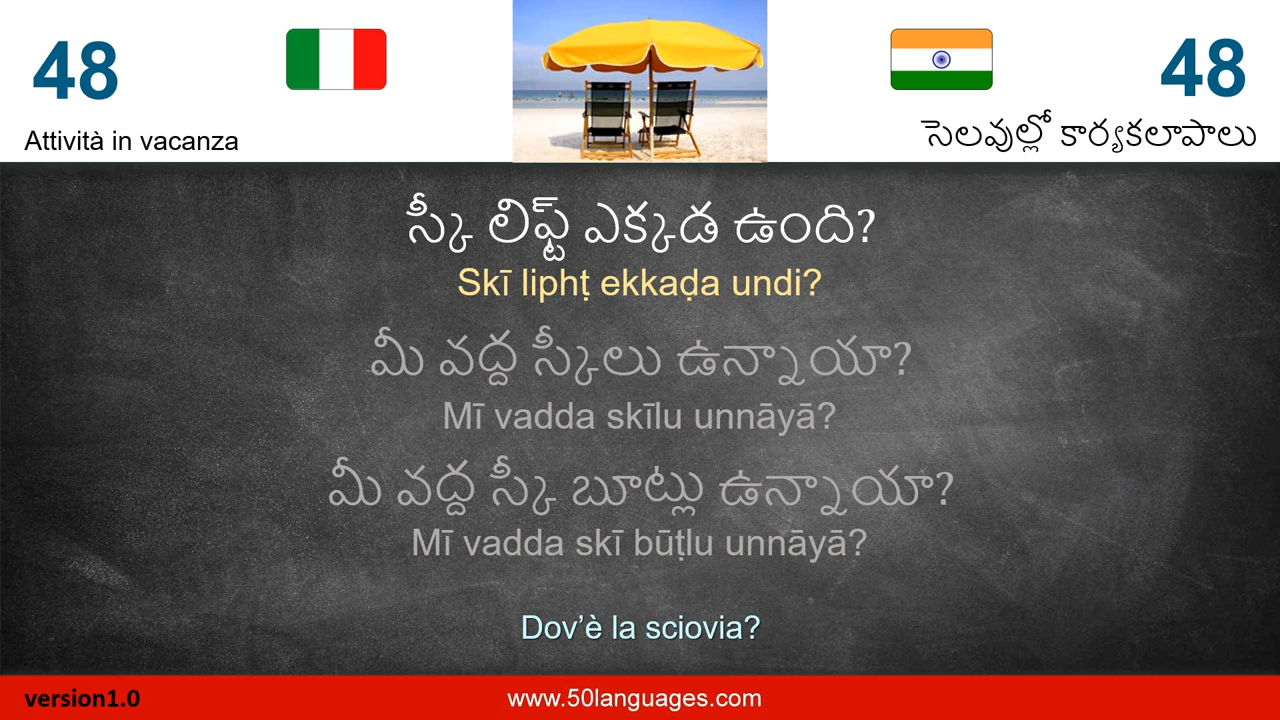 48
48
Attività in vacanza
సెలవుల్లో కార్యకలాపాలు
స్కీ లిఫ్ట్ ఎక్కడ ఉంది?
Skī liphṭ ekkaḍa undi?
మీ వద్ద స్కీలు ఉన్నాయా?
Mī vadda skīlu unnāyā?
మీ వద్ద స్కీ బూట్లు ఉన్నాయా?
Mī vadda skī būṭlu unnāyā?
Dov’è la sciovia?
version1.0
www.50languages.com